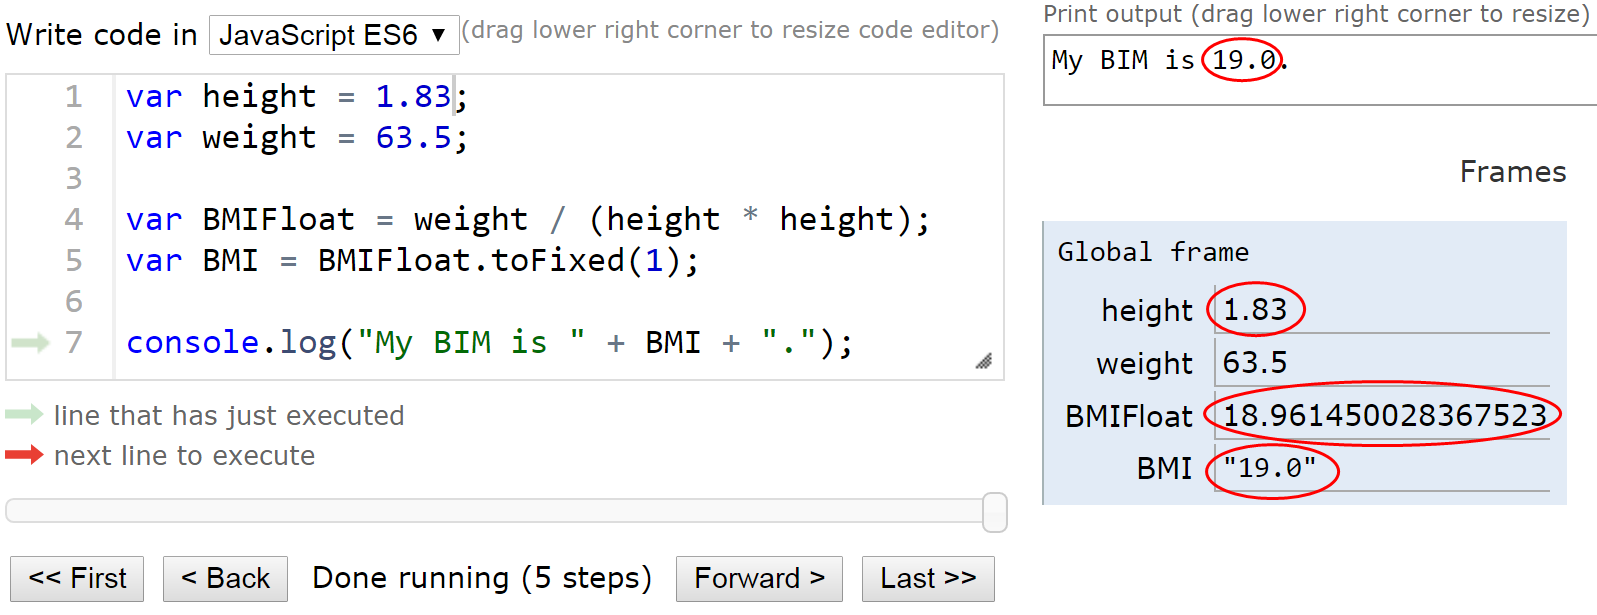 Write code in JavaScript ES6 ▼ (drag lower right corner to resize code editor)
1 var height = 1.83;
2 var weight = 63.5;
3
4 var BMIFloat = weight / (height * height);
5 var BMI = BMIFloat.toFixed(1);
6
7 console.log("My BIM is " + BMI + ".");
line that has just executed
next line to execute
<< First < Back Done running (5 steps) Forward > Last >>
Print output (drag lower right corner to resize)
My BIM is 19.0.
Frames
Global frame
height 1.83
weight 63.5
BMIFloat 18.961450028367523
BMI "19.0"